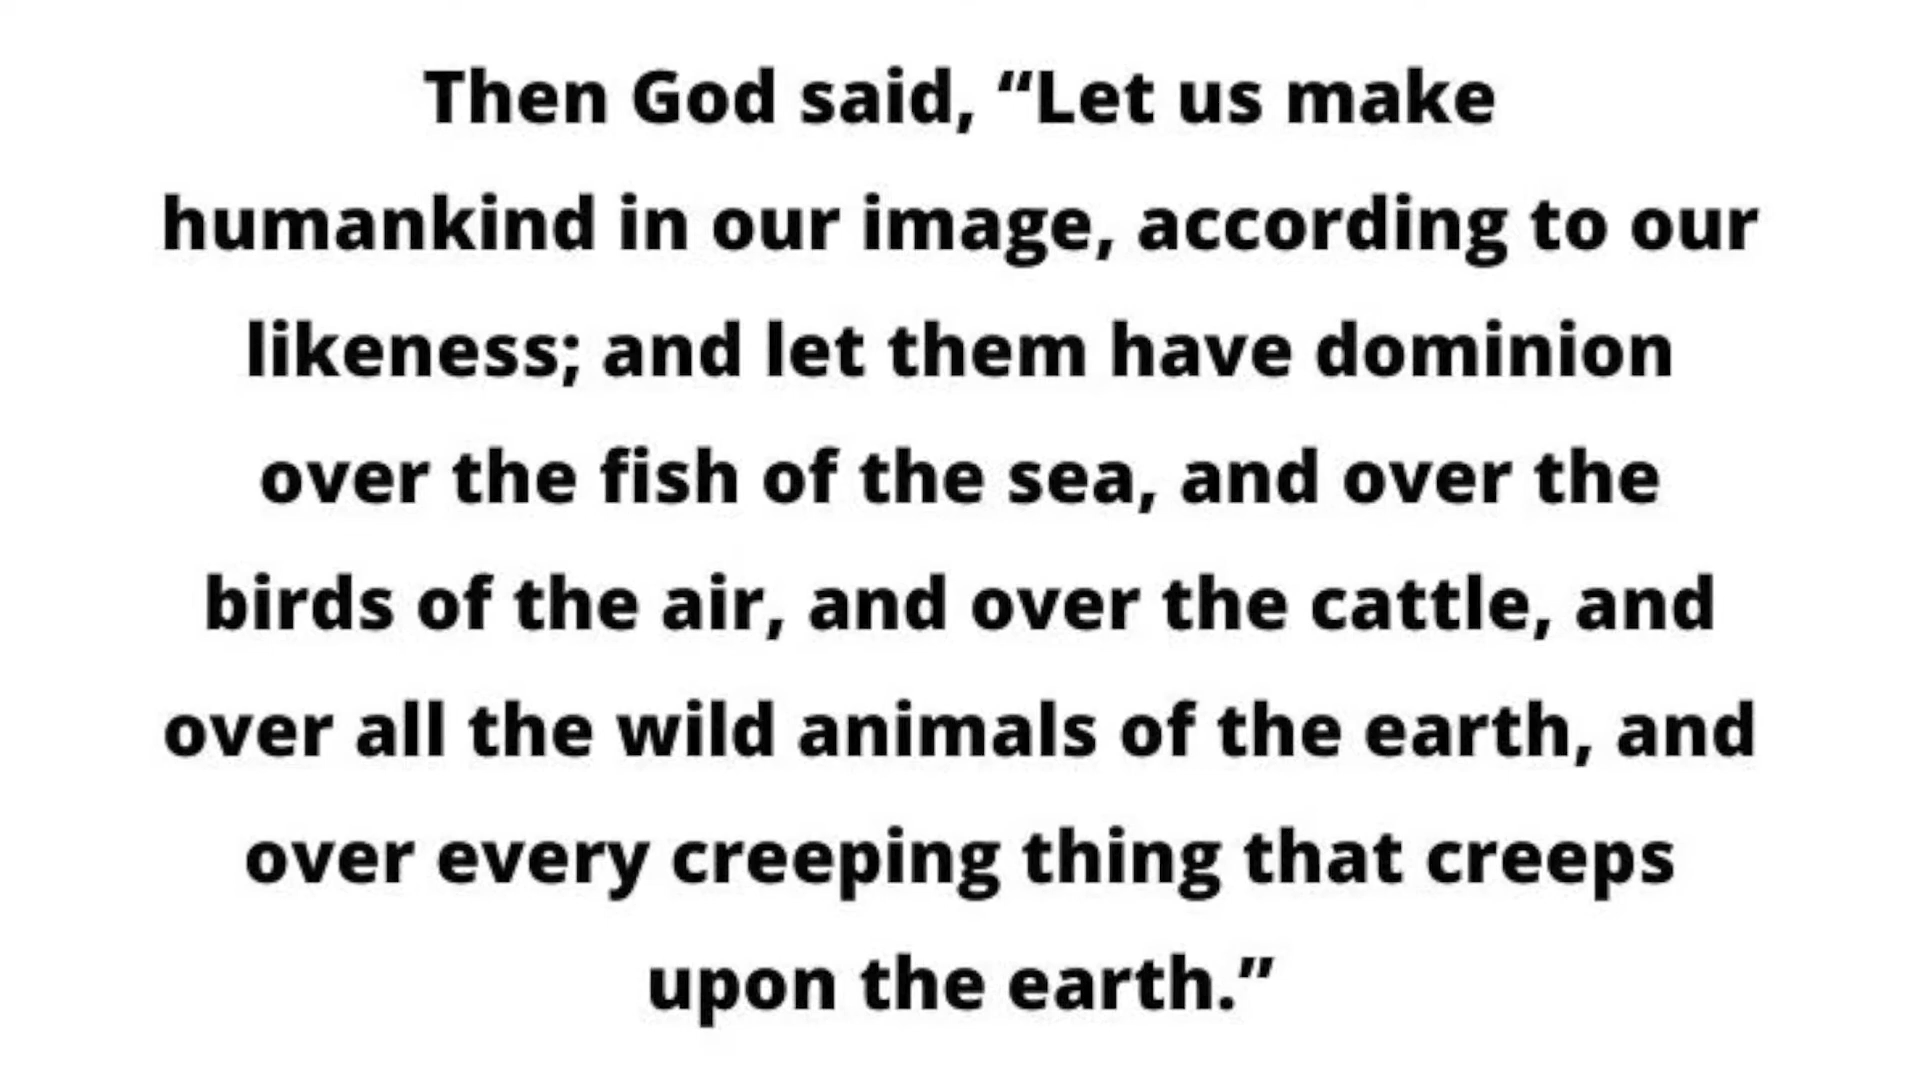 Then God said, “Let us make
humankind in our image, according to our
likeness; and let them have dominion
over the fish of the sea, and over the
birds of the air, and over the cattle, and
over all the wild animals of the earth, and
over every creeping thing that creeps
upon the earth.”